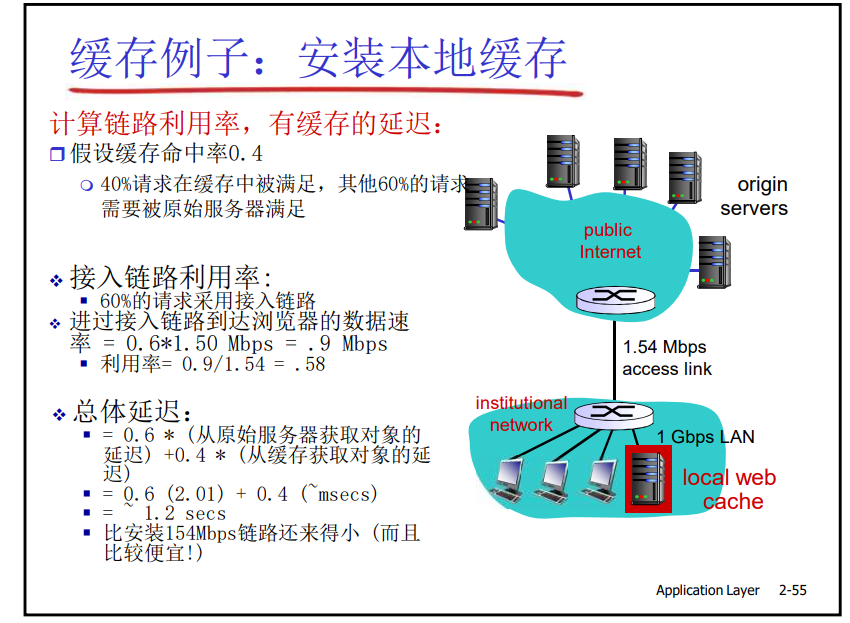 缓存例子：安装本地缓存
计算链路利用率，有缓存的延迟：
假设缓存命中率0.4
40%请求在缓存中被满足，其他60%的请求
需要被原始服务器满足
接入链路利用率:
60%的请求采用接入链路
进过接入链路到达浏览器的数据速
率 = 0.6*1.50 Mbps = .9 Mbps
利用率= 0.9/1.54 = .58
总体延迟：
= 0.6 * (从原始服务器获取对象的
延迟) +0.4 * (从缓存获取对象的延
迟)
= 0.6 (2.01) + 0.4 (~msecs)
= ~ 1.2 secs
比安装154Mbps链路还来得小 (而且
比较便宜!)
origin
servers
public
Internet
1.54 Mbps
access link
institutional
network
1 Gbps LAN
local web
cache
Application Layer 2-55